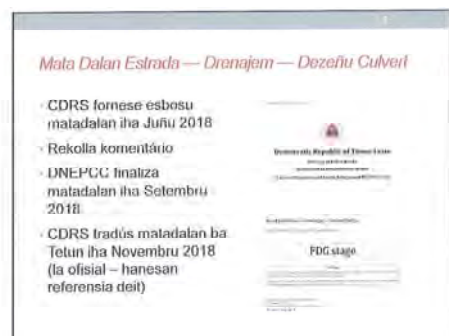 Mata Dalan Estrada — Drenajem — Dezeñu Culvert
CDRS fornese esbosu
matadalan iha Juñu 2018
Rekolla komentário
DNEPCC finaliza
matadalan iha Setembru
2018
CDRS tradús matadalan ba
Tetun iha Novembru 2018
(la ofisial – hanesan
referensia deit)
Democratic Republic of Timor-Leste
FDG stage